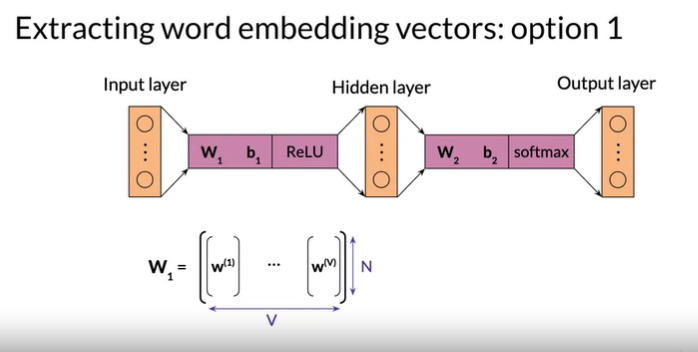 Extracting word embedding vectors: option 1
Input layer
Hidden layer
Output layer
W₁ b₁ ReLU
W₂ b₂ softmax
W₁ = w⁽¹⁾ ... w⁽ⱽ⁾ N
V